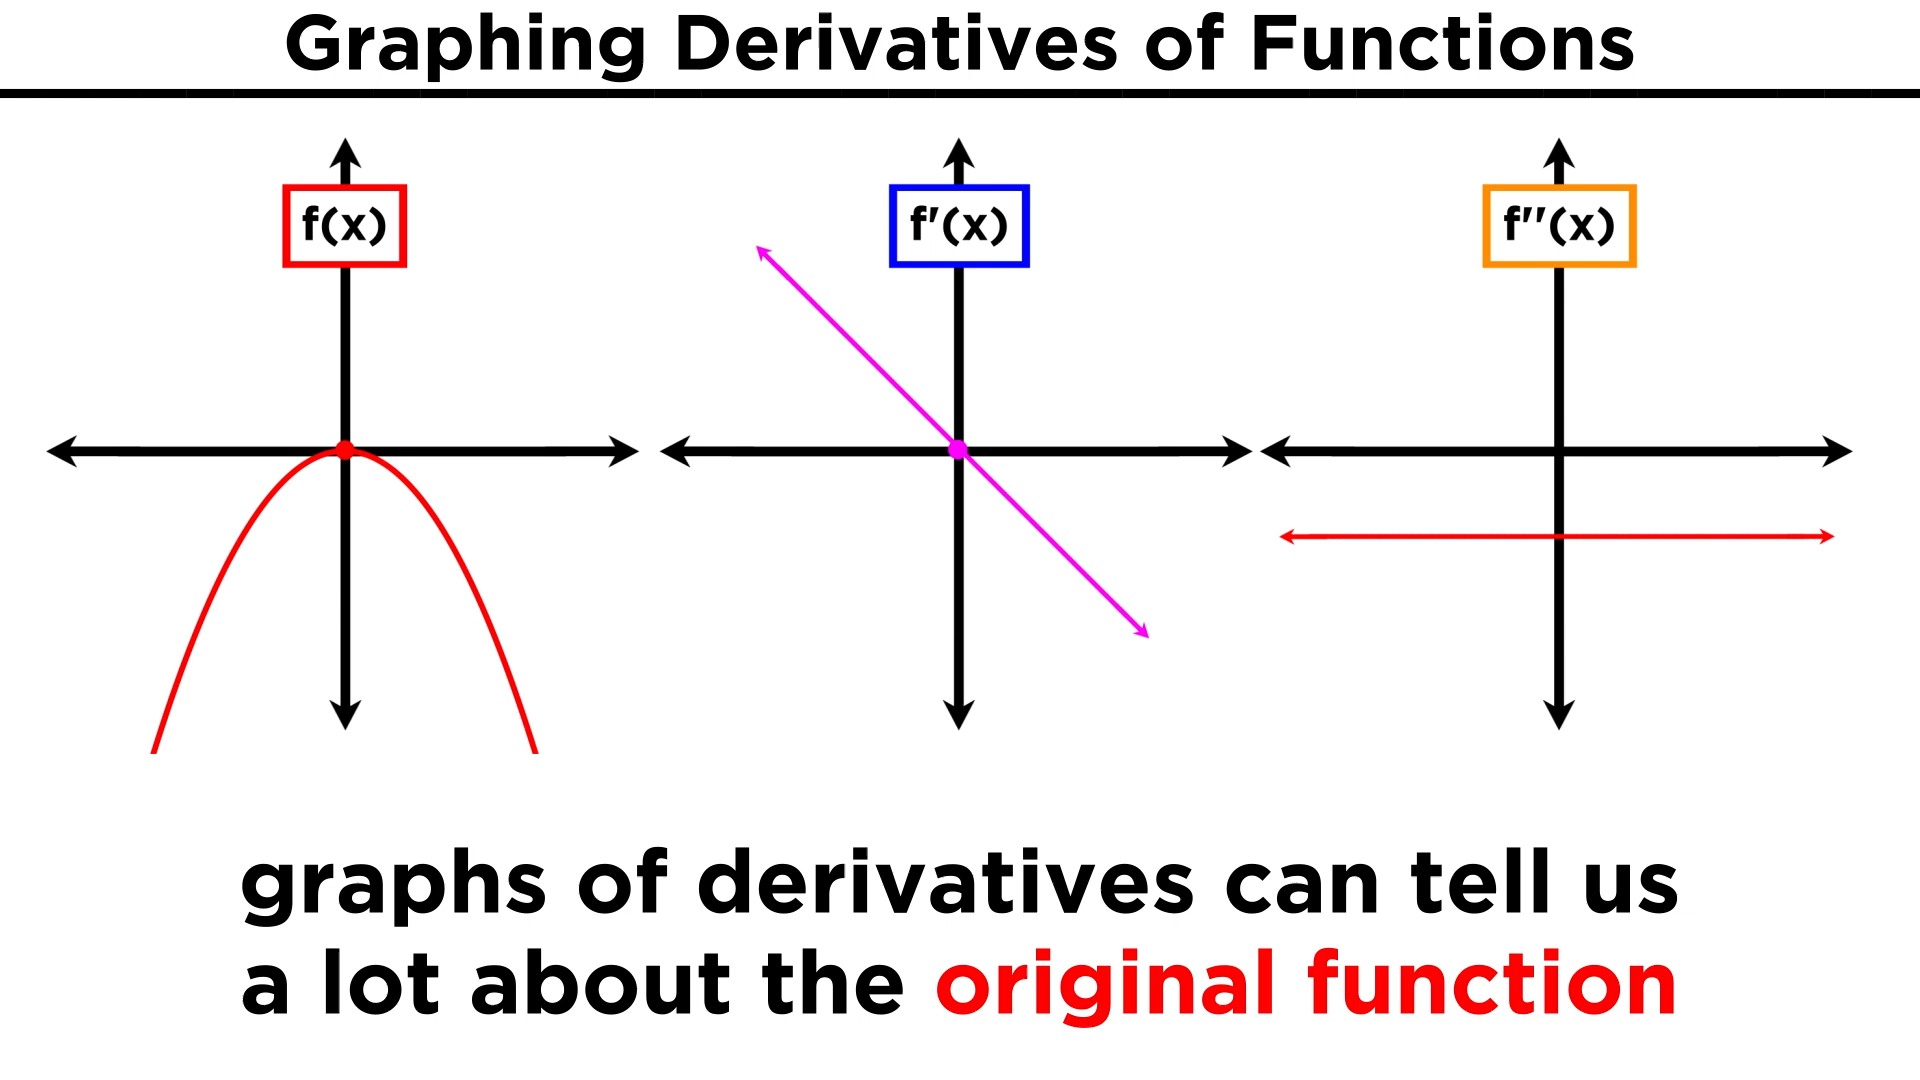 Graphing Derivatives of Functions
f(x)
f'(x)
f''(x)
graphs of derivatives can tell us
a lot about the original function